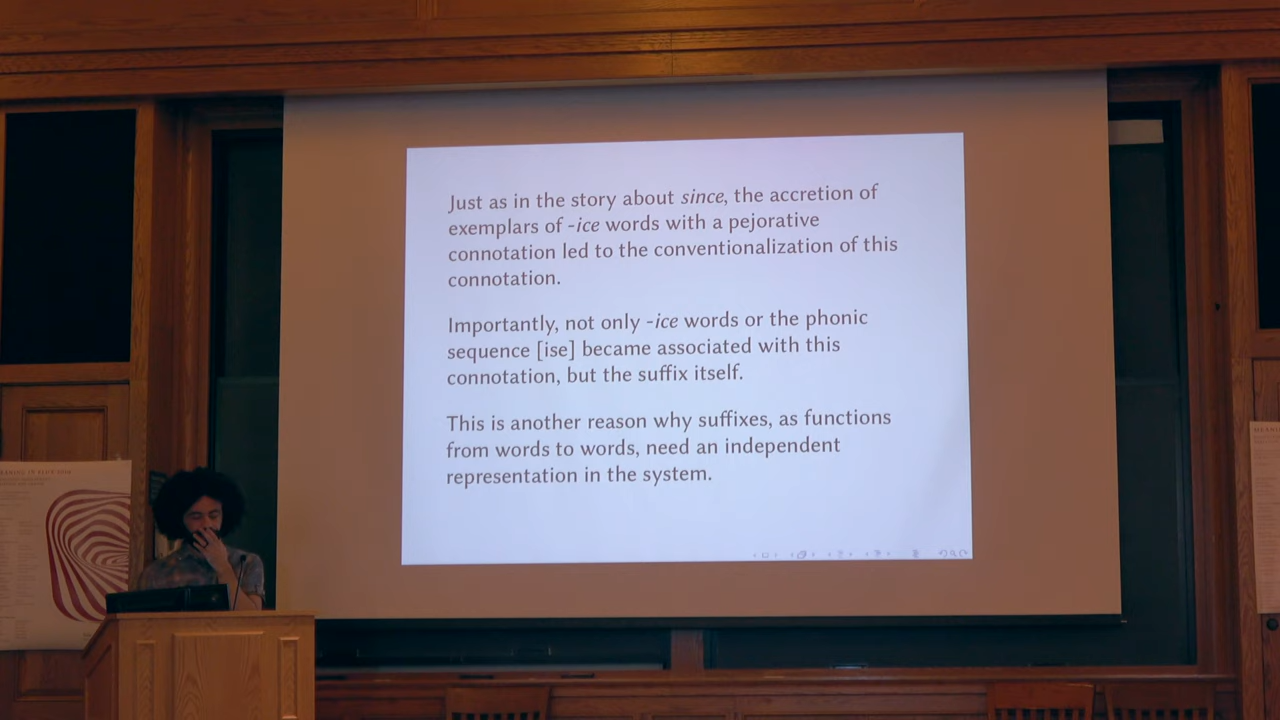 Just as in the story about since, the accretion of
exemplars of -ice words with a pejorative
connotation led to the conventionalization of this
connotation.
Importantly, not only -ice words or the phonic
sequence [ise] became associated with this
connotation, but the suffix itself.
This is another reason why suffixes, as functions
from words to words, need an independent
representation in the system.